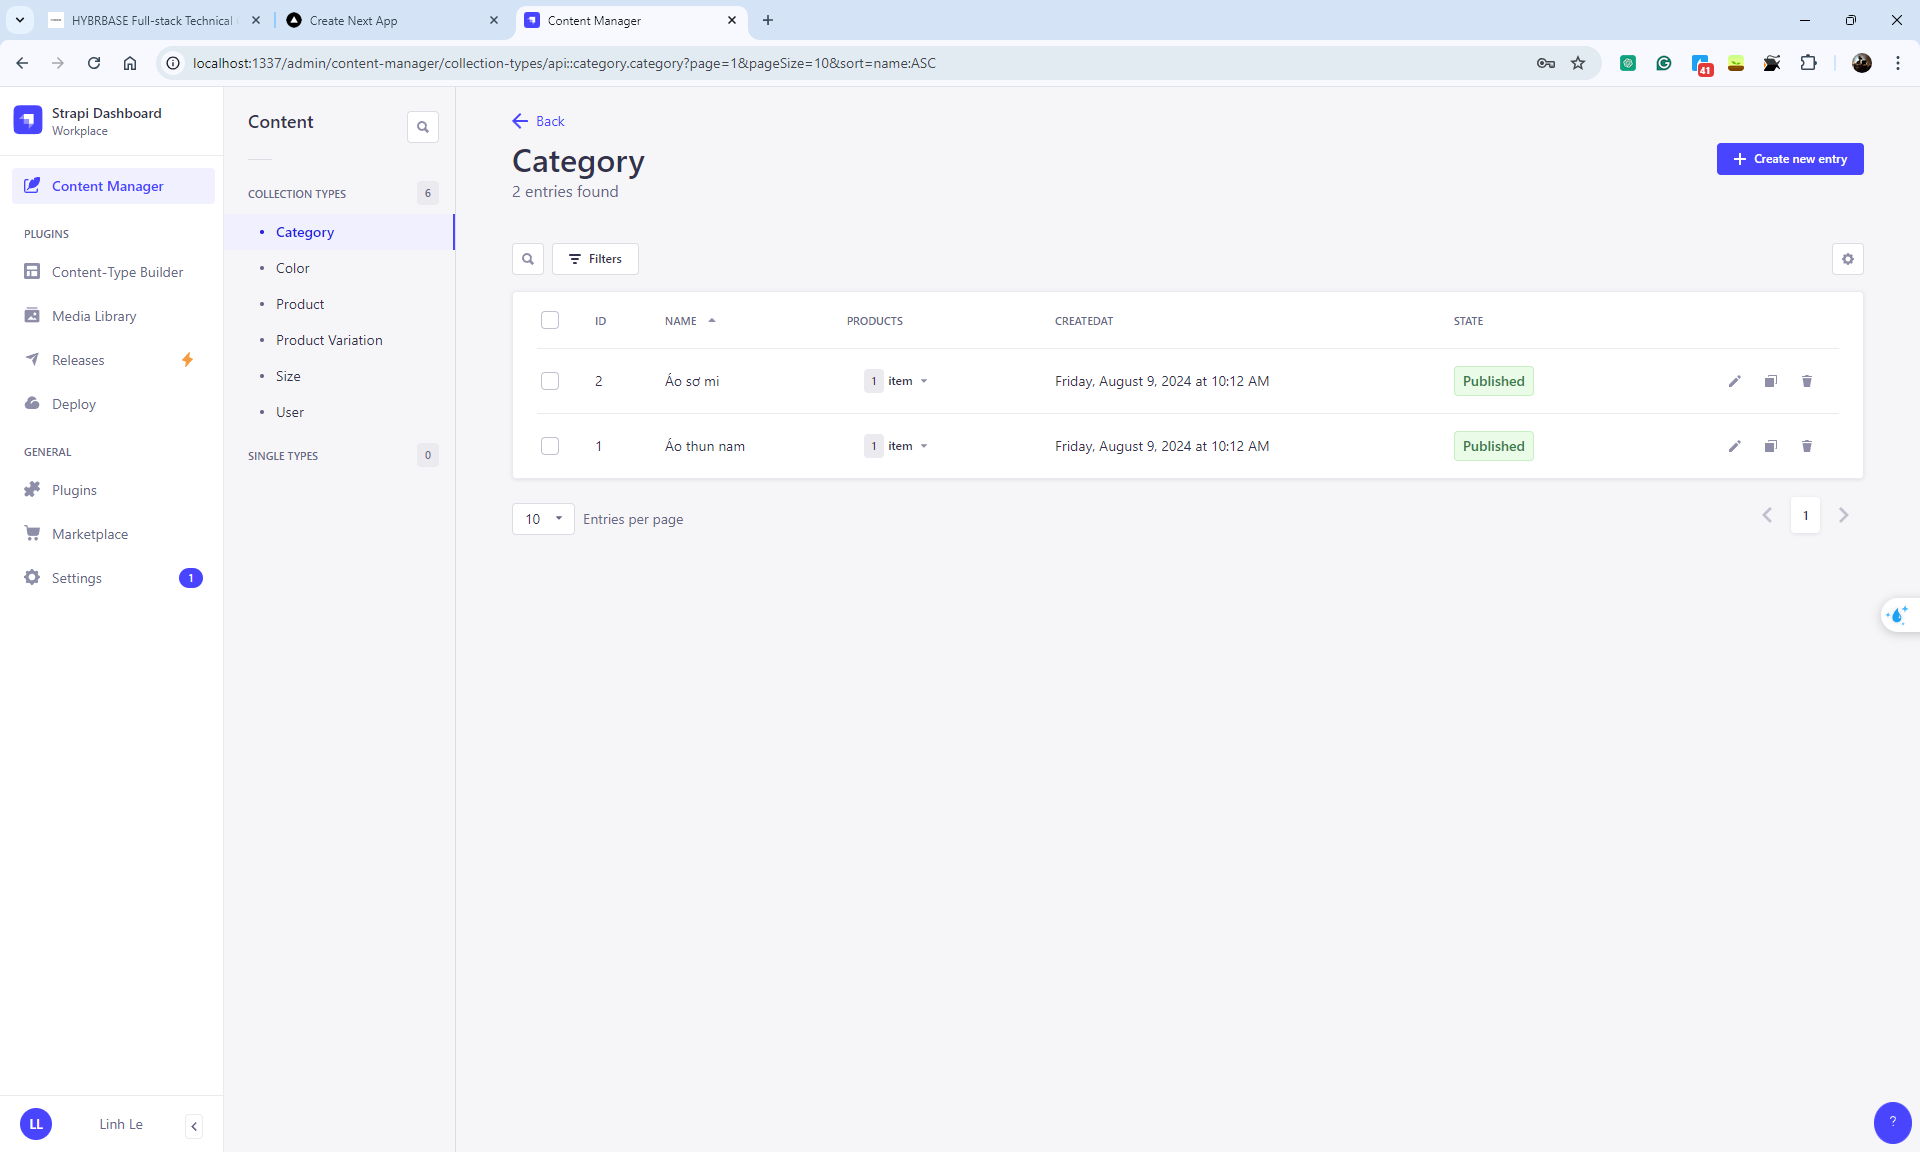 HYBRBASE Full-stack Technical
Create Next App
Content Manager
localhost:1337/admin/content-manager/collection-types/api::category.category?page=1&pageSize=10&sort=name:ASC
41
Strapi Dashboard
Workplace
Content Manager
PLUGINS
Content-Type Builder
Media Library
Releases
Deploy
GENERAL
Plugins
Marketplace
Settings
1
LL
Linh Le
Content
COLLECTION TYPES
6
Category
Color
Product
Product Variation
Size
User
SINGLE TYPES
0
Back
Category
2 entries found
Create new entry
Filters
ID NAME PRODUCTS CREATEDAT STATE
2 Áo sơ mi 1 item Friday, August 9, 2024 at 10:12 AM Published
1 Áo thun nam 1 item Friday, August 9, 2024 at 10:12 AM Published
10 Entries per page
1
?